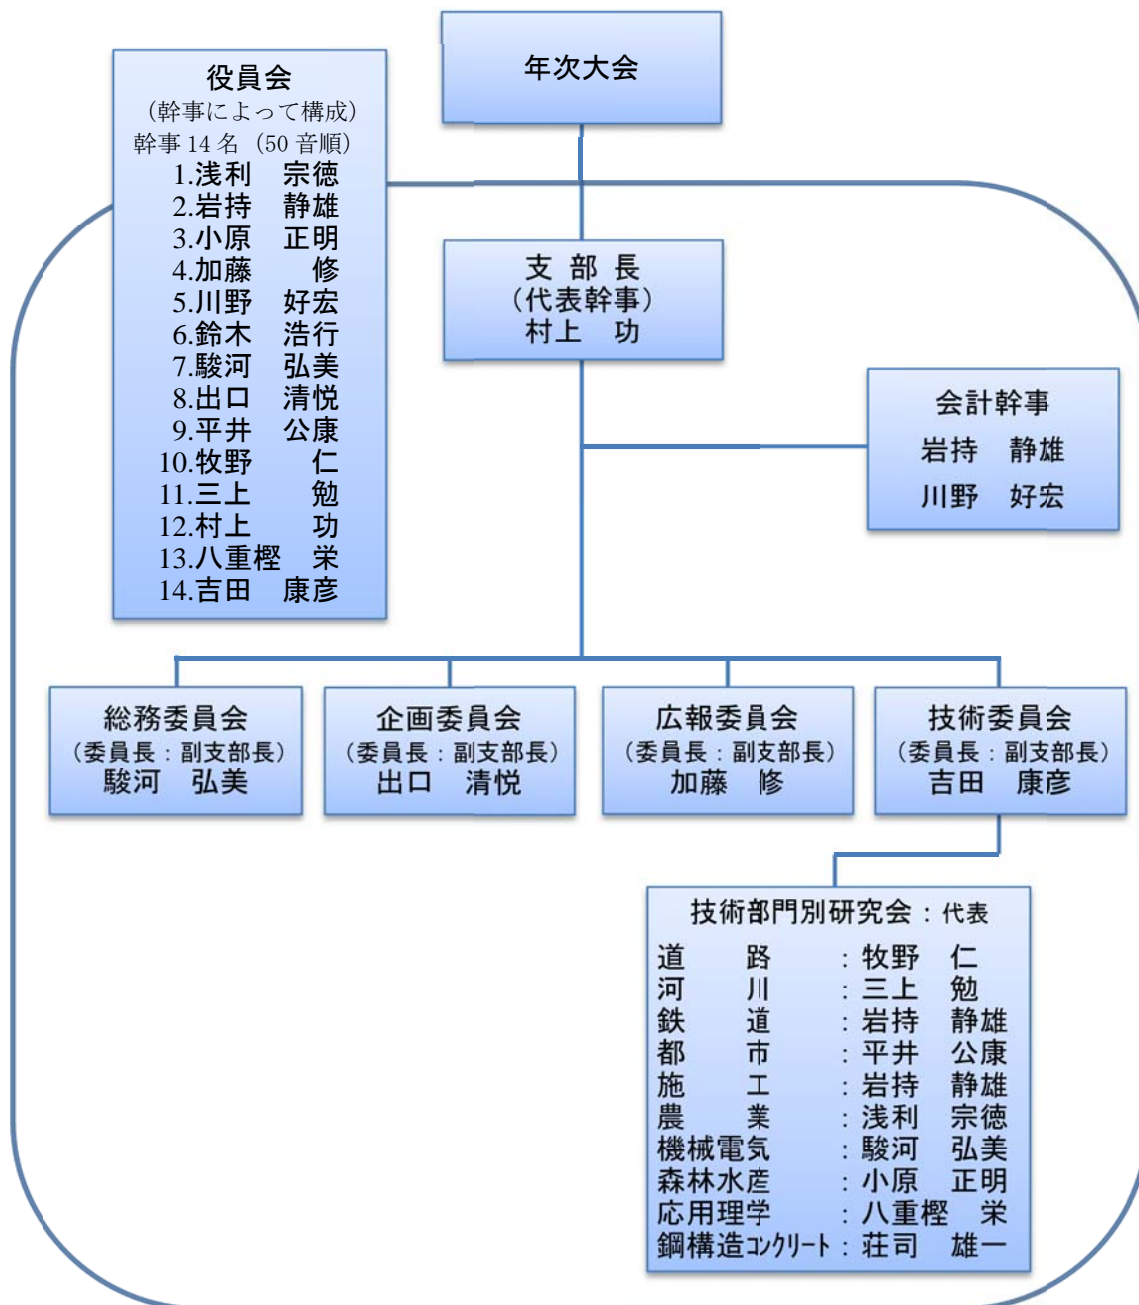 年次大会
役員会
（幹事によって構成）
幹事 14 名（50 音順）
1.浅利　宗徳
2.岩持　静雄
3.小原　正明
4.加藤　　修
5.川野　好宏
6.鈴木　浩行
7.駿河　弘美
8.出口　清悦
9.平井　公康
10.牧野　　仁
11.三上　　勉
12.村上　　功
13.八重樫　栄
14.吉田　康彦
支 部 長
（代表幹事）
村上　功
会計幹事
岩持　静雄
川野　好宏
総務委員会
（委員長：副支部長）
駿河　弘美
企画委員会
（委員長：副支部長）
出口　清悦
広報委員会
（委員長：副支部長）
加藤　修
技術委員会
（委員長：副支部長）
吉田　康彦
技術部門別研究会：代表
道　　路　：牧野　仁
河　　川　：三上　勉
鉄　　道　：岩持　静雄
都　　市　：平井　公康
施　　工　：岩持　静雄
農　　業　：浅利　宗徳
機械電気　：駿河　弘美
森林水産　：小原　正明
応用理学　：八重樫　栄
鋼構造ｺﾝｸﾘｰﾄ：荘司　雄一